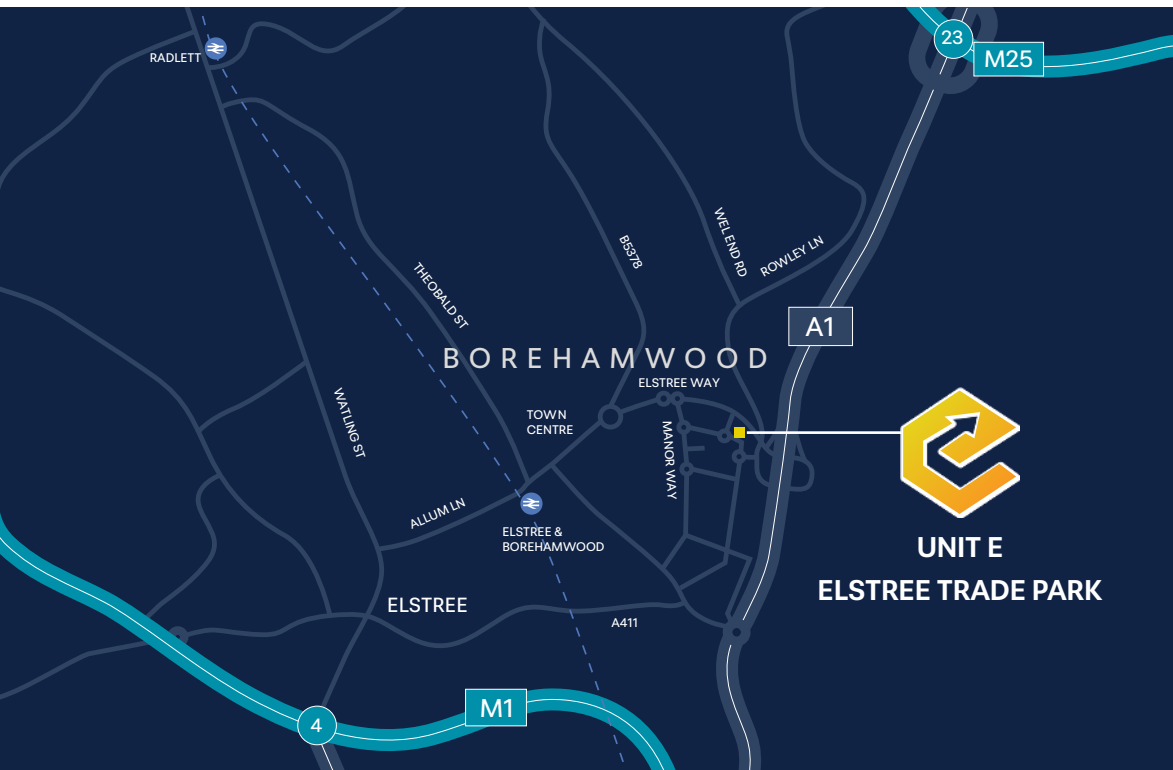 23
M25
RADLETT
WEL END RD
ROWLEY LN
B5378
THEOBALD ST
A1
BOREHAMWOOD
ELSTREE WAY
TOWN
CENTRE
MANOR WAY
WATLING ST
ALLUM LN
ELSTREE &
BOREHAMWOOD
UNIT E
ELSTREE TRADE PARK
ELSTREE
A411
M1
4